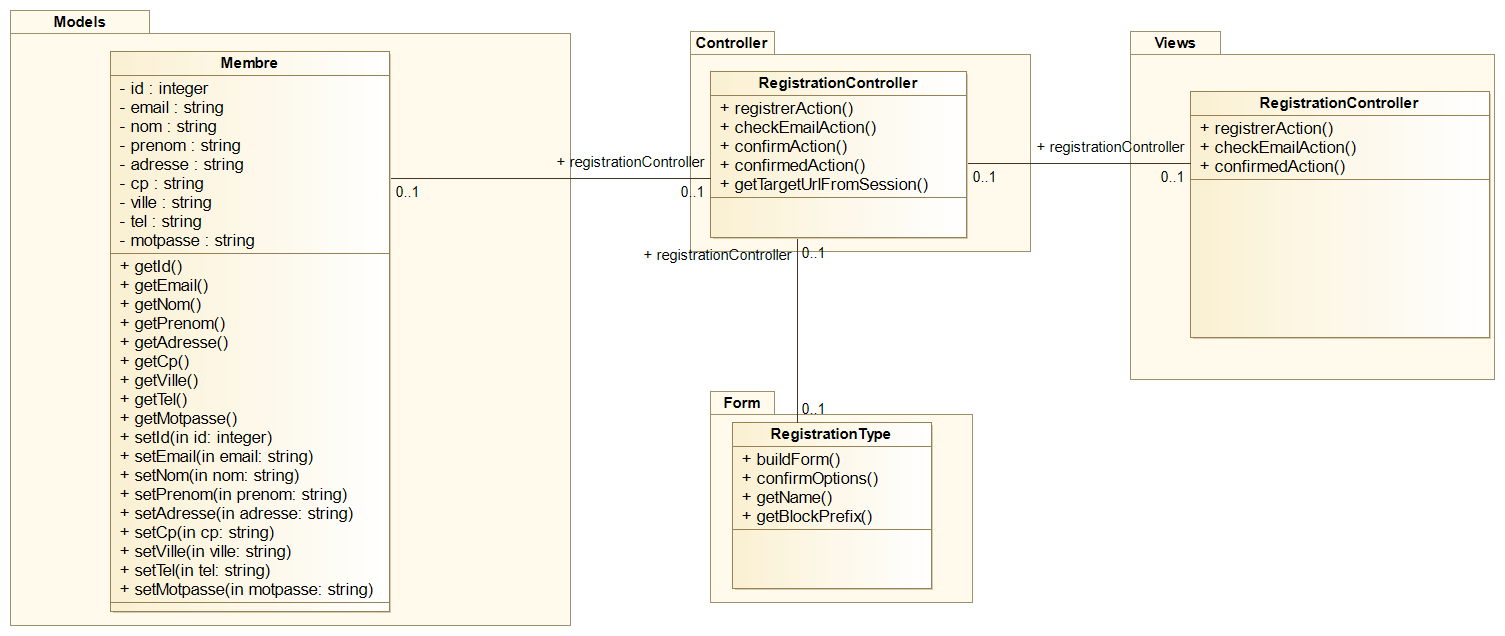 Models
Membre
- id : integer
- email : string
- nom : string
- prenom : string
- adresse : string
- cp : string
- ville : string
- tel : string
- motpasse : string
+ getId()
+ getEmail()
+ getNom()
+ getPrenom()
+ getAdresse()
+ getCp()
+ getVille()
+ getTel()
+ getMotpasse()
+ setId(in id: integer)
+ setEmail(in email: string)
+ setNom(in nom: string)
+ setPrenom(in prenom: string)
+ setAdresse(in adresse: string)
+ setCp(in cp: string)
+ setVille(in ville: string)
+ setTel(in tel: string)
+ setMotpasse(in motpasse: string)
0..1
+ registrationController
0..1
Controller
RegistrationController
+ registrerAction()
+ checkEmailAction()
+ confirmAction()
+ confirmedAction()
+ getTargetUrlFromSession()
+ registrationController
0..1
0..1
Form
RegistrationType
+ buildForm()
+ confirmOptions()
+ getName()
+ getBlockPrefix()
0..1
+ registrationController
0..1
Views
RegistrationController
+ registrerAction()
+ checkEmailAction()
+ confirmedAction()